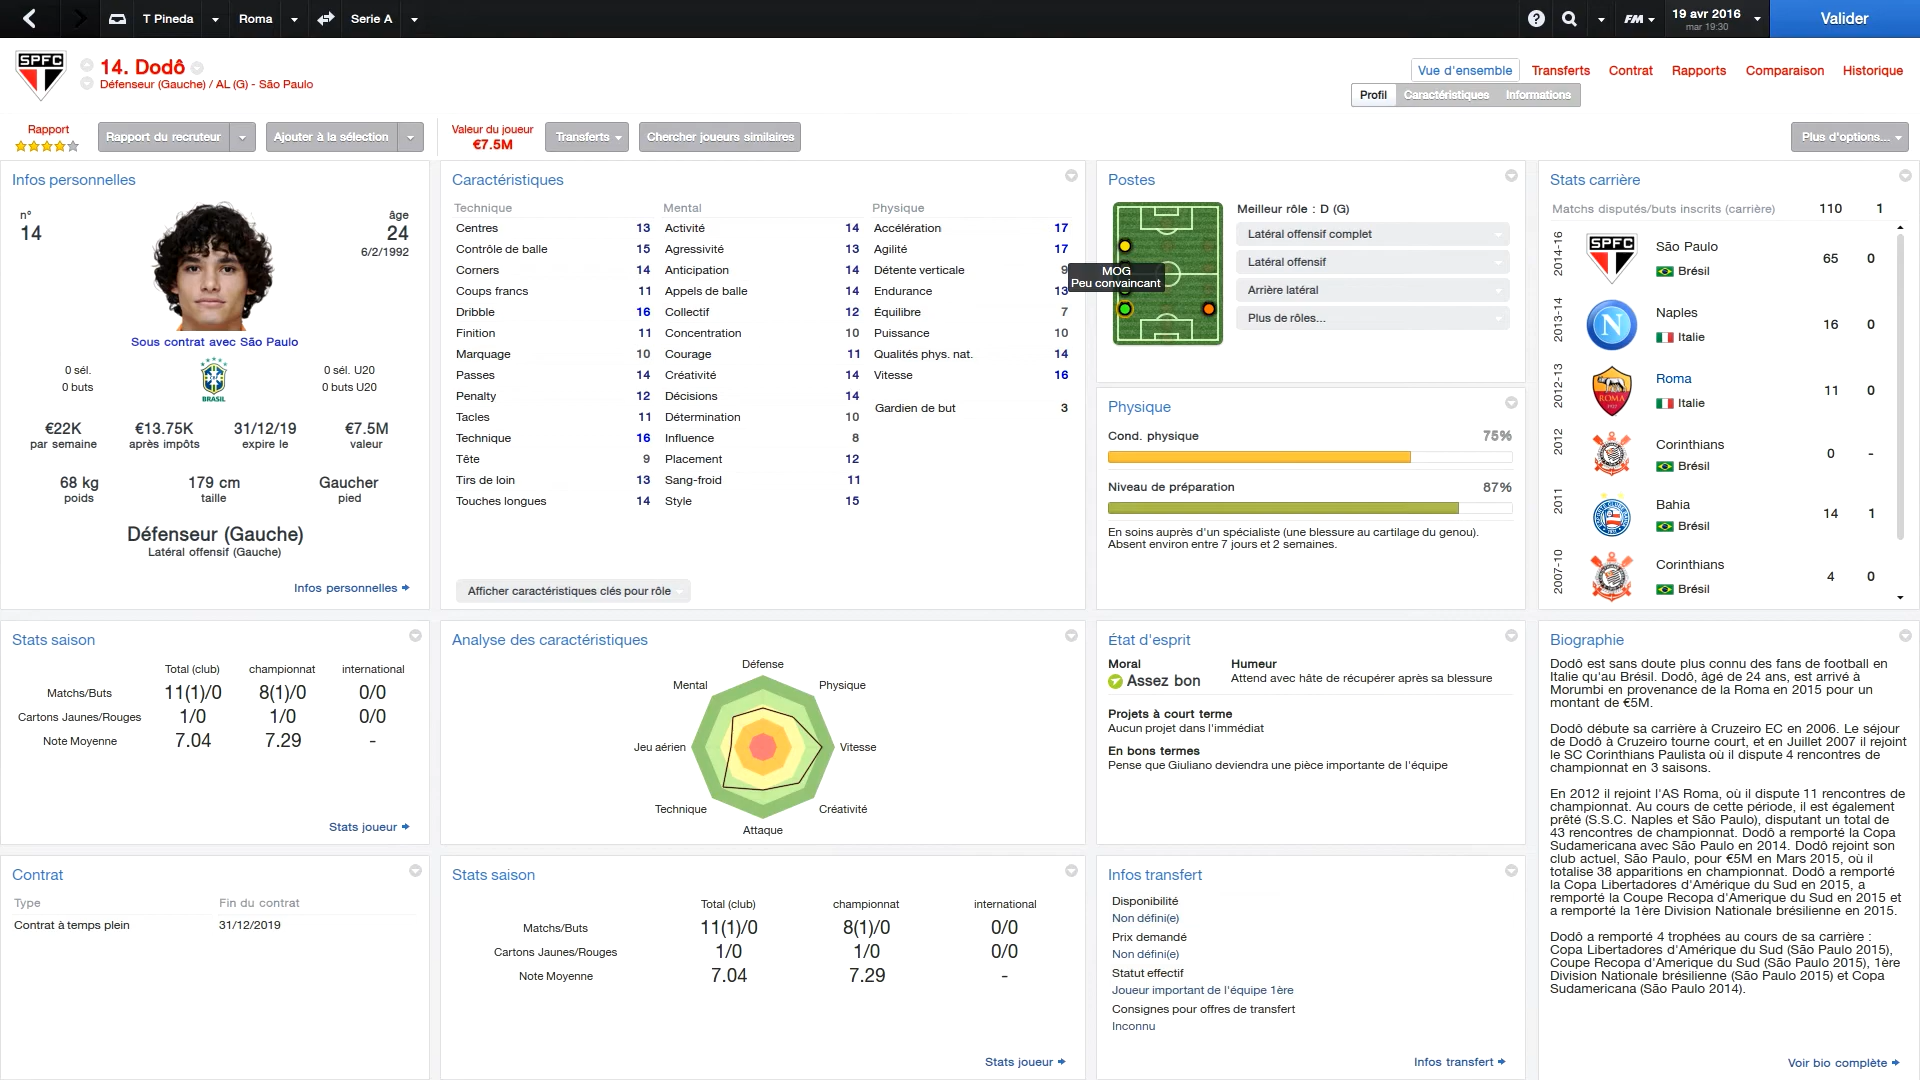 T Pineda
Roma
Serie A
?
FM
19 avr 2016
mar 19:30
Valider
SPFC
14. Dodô
Défenseur (Gauche) / AL (G) - São Paulo
Vue d'ensemble
Transferts
Contrat
Rapports
Comparaison
Historique
Profil
Caractéristiques
Informations
Rapport
Rapport du recruteur
Ajouter à la sélection
Valeur du joueur
€7.5M
Transferts
Chercher joueurs similaires
Plus d'options...
Infos personnelles
n°
14
âge
24
6/2/1992
Sous contrat avec São Paulo
0 sél.
0 buts
BRASIL
0 sél. U20
0 buts U20
€22K
par semaine
€13.75K
après impôts
31/12/19
expire le
€7.5M
valeur
68 kg
poids
179 cm
taille
Gaucher
pied
Défenseur (Gauche)
Latéral offensif (Gauche)
Infos personnelles
Caractéristiques
Technique Mental Physique
Centres 13 Activité 14 Accélération 17
Contrôle de balle 15 Agressivité 13 Agilité 17
Corners 14 Anticipation 14 Détente verticale 9
Coups francs 11 Appels de balle 14 Endurance 13
Dribble 16 Collectif 12 Équilibre 7
Finition 11 Concentration 10 Puissance 10
Marquage 10 Courage 11 Qualités phys. nat. 14
Passes 14 Créativité 14 Vitesse 16
Penalty 12 Décisions 14
Gardien de but 3
Tacles 11 Détermination 10
Technique 16 Influence 8
Tête 9 Placement 12
Tirs de loin 13 Sang-froid 11
Touches longues 14 Style 15
Afficher caractéristiques clés pour rôle
Postes
MOG
Peu convaincant
Meilleur rôle : D (G)
Latéral offensif complet
Latéral offensif
Arrière latéral
Plus de rôles...
Physique
Cond. physique 75%
Niveau de préparation 87%
En soins auprès d'un spécialiste (une blessure au cartilage du genou).
Absent environ entre 7 jours et 2 semaines.
Stats carrière
Matchs disputés/buts inscrits (carrière) 110 1
2014-16 SPFC São Paulo Brésil 65 0
2013-14 N Naples Italie 16 0
2012-13 ROMA Roma Italie 11 0
2012 Corinthians Brésil 0 -
2011 Bahia Brésil 14 1
2007-10 Corinthians Brésil 4 0
Stats saison
Total (club) championnat international
Matchs/Buts 11(1)/0 8(1)/0 0/0
Cartons Jaunes/Rouges 1/0 1/0 0/0
Note Moyenne 7.04 7.29 -
Stats joueur
Analyse des caractéristiques
Défense
Mental
Physique
Jeu aérien
Vitesse
Technique
Créativité
Attaque
État d'esprit
Moral
Assez bon
Humeur
Attend avec hâte de récupérer après sa blessure
Projets à court terme
Aucun projet dans l'immédiat
En bons termes
Pense que Giuliano deviendra une pièce importante de l'équipe
Biographie
Dodô est sans doute plus connu des fans de football en
Italie qu'au Brésil. Dodô, âgé de 24 ans, est arrivé à
Morumbi en provenance de la Roma en 2015 pour un
montant de €5M.
Dodô débute sa carrière à Cruzeiro EC en 2006. Le séjour
de Dodô à Cruzeiro tourne court, et en Juillet 2007 il rejoint
le SC Corinthians Paulista où il dispute 4 rencontres de
championnat en 3 saisons.
En 2012 il rejoint l'AS Roma, où il dispute 11 rencontres de
championnat. Au cours de cette période, il est également
prêté (S.S.C. Naples et São Paulo), disputant un total de
43 rencontres de championnat. Dodô a remporté la Copa
Sudamericana avec São Paulo en 2014. Dodô rejoint son
club actuel, São Paulo, pour €5M en Mars 2015, où il
totalise 38 apparitions en championnat. Dodô a remporté
la Copa Libertadores d'Amérique du Sud en 2015, a
remporté la Coupe Recopa d'Amerique du Sud en 2015 et
a remporté la 1ère Division Nationale brésilienne en 2015.
Dodô a remporté 4 trophées au cours de sa carrière :
Copa Libertadores d'Amérique du Sud (São Paulo 2015),
Coupe Recopa d'Amerique du Sud (São Paulo 2015), 1ère
Division Nationale brésilienne (São Paulo 2015) et Copa
Sudamericana (São Paulo 2014).
Voir bio complète
Contrat
Type Fin du contrat
Contrat à temps plein 31/12/2019
Stats saison
Total (club) championnat international
Matchs/Buts 11(1)/0 8(1)/0 0/0
Cartons Jaunes/Rouges 1/0 1/0 0/0
Note Moyenne 7.04 7.29 -
Stats joueur
Infos transfert
Disponibilité
Non défini(e)
Prix demandé
Non défini(e)
Statut effectif
Joueur important de l'équipe 1ère
Consignes pour offres de transfert
Inconnu
Infos transfert